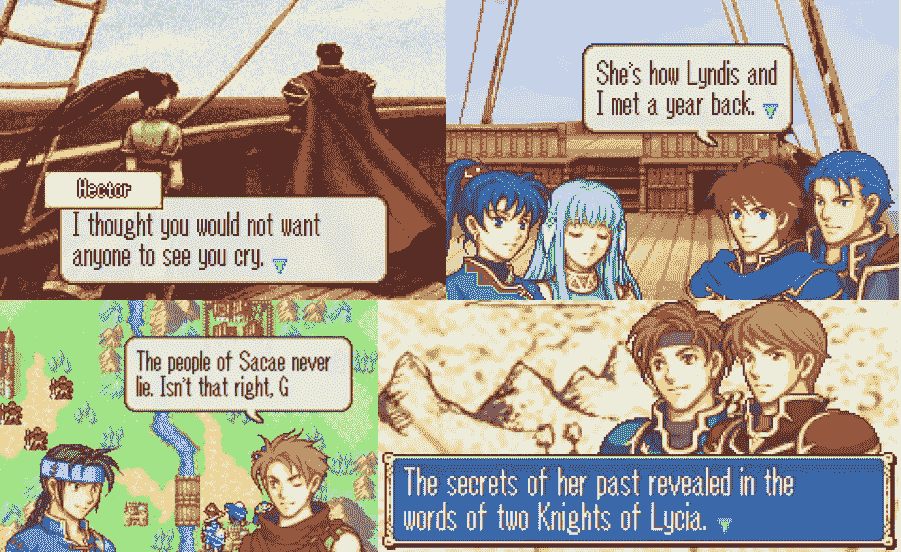 Hector
I thought you would not want
anyone to see you cry.
She's how Lyndis and
I met a year back.
The people of Sacae never
lie. Isn't that right, G
The secrets of her past revealed in the
words of two Knights of Lycia.